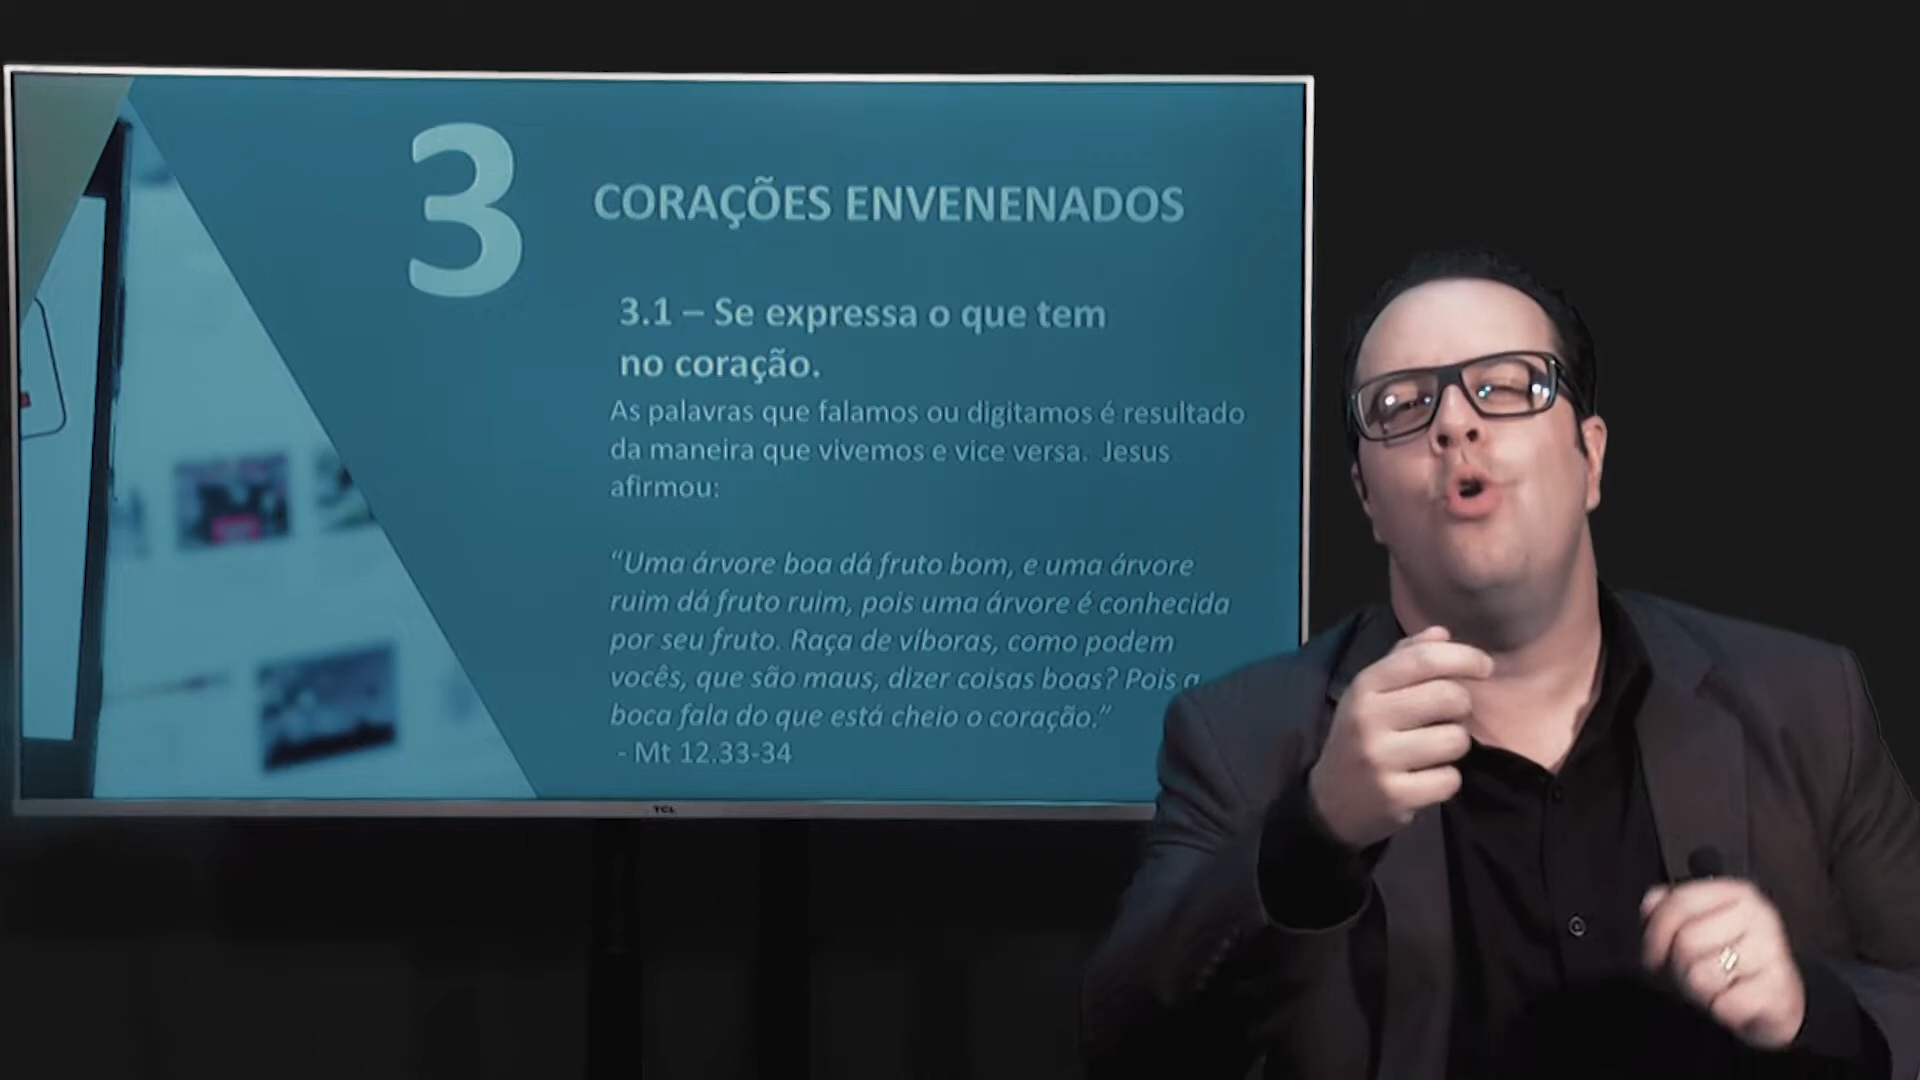 3
CORAÇÕES ENVENENADOS
3.1 – Se expressa o que tem
no coração.
As palavras que falamos ou digitamos é resultado
da maneira que vivemos e vice versa.  Jesus
afirmou:
“Uma árvore boa dá fruto bom, e uma árvore
ruim dá fruto ruim, pois uma árvore é conhecida
por seu fruto. Raça de víboras, como podem
vocês, que são maus, dizer coisas boas? Pois a
boca fala do que está cheio o coração.”
- Mt 12.33-34
TCL